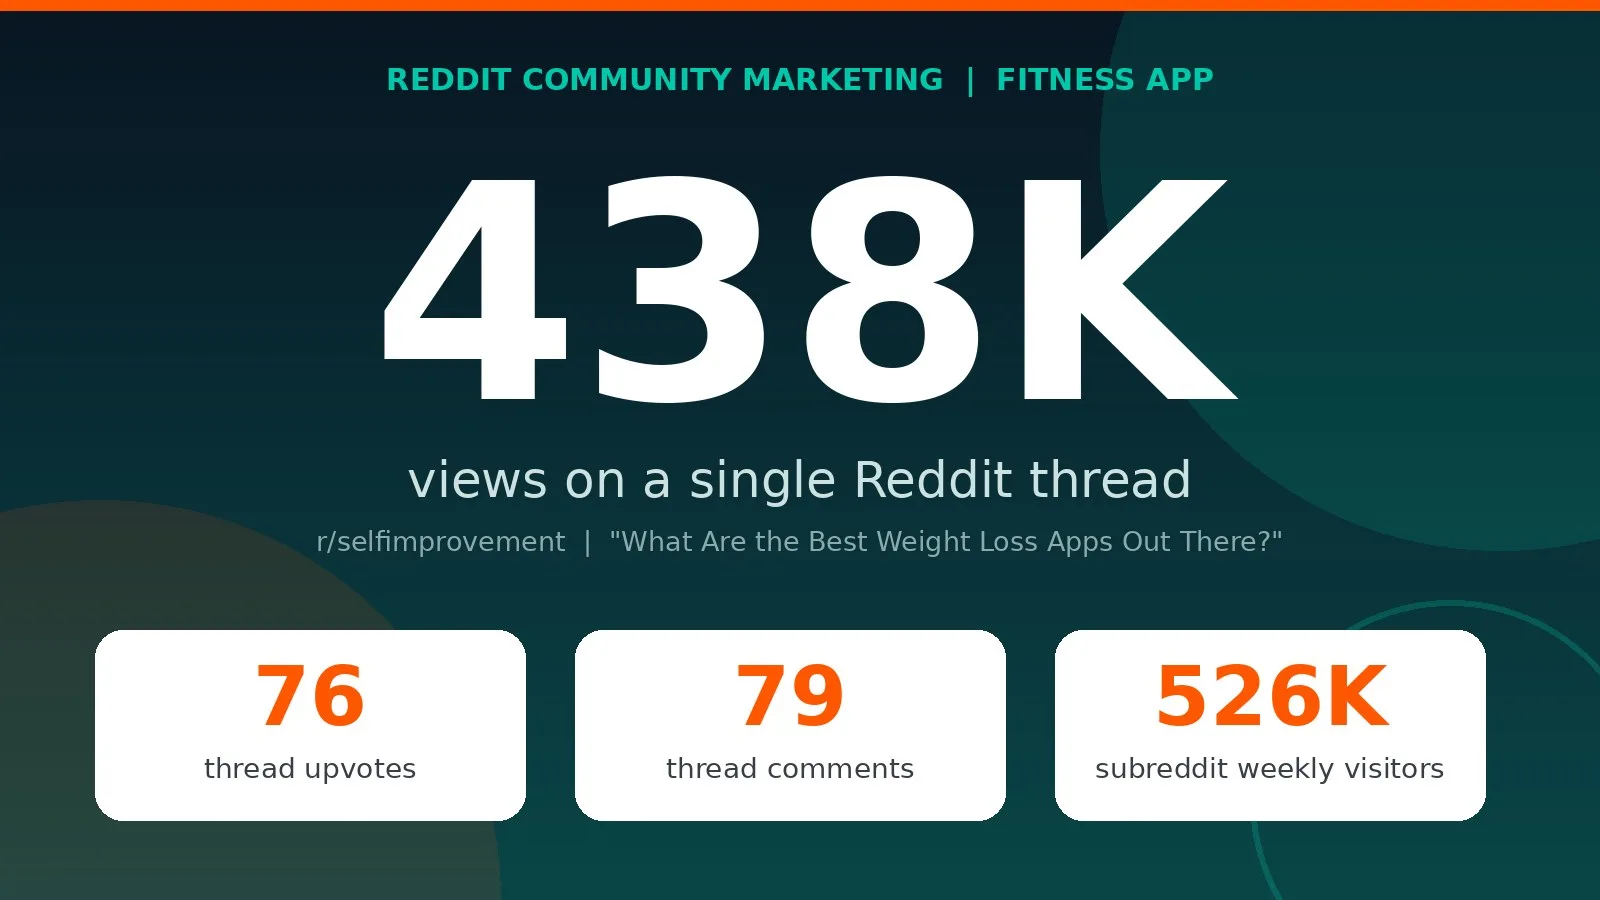 REDDIT COMMUNITY MARKETING | FITNESS APP
438K
views on a single Reddit thread
r/selfimprovement | "What Are the Best Weight Loss Apps Out There?"
76
thread upvotes
79
thread comments
526K
subreddit weekly visitors